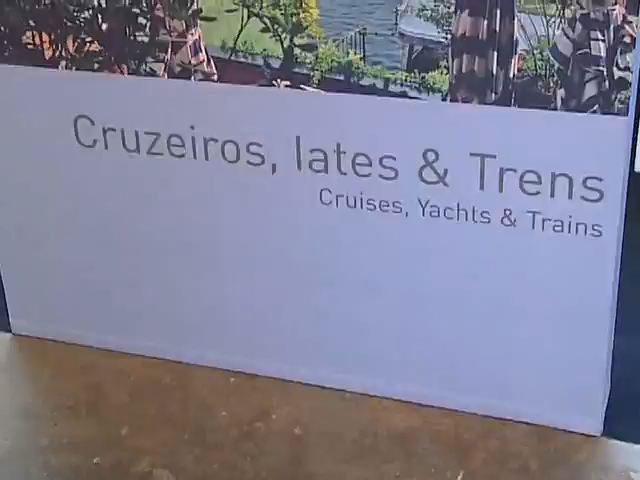 Cruzeiros, Iates & Trens
Cruises, Yachts & Trains